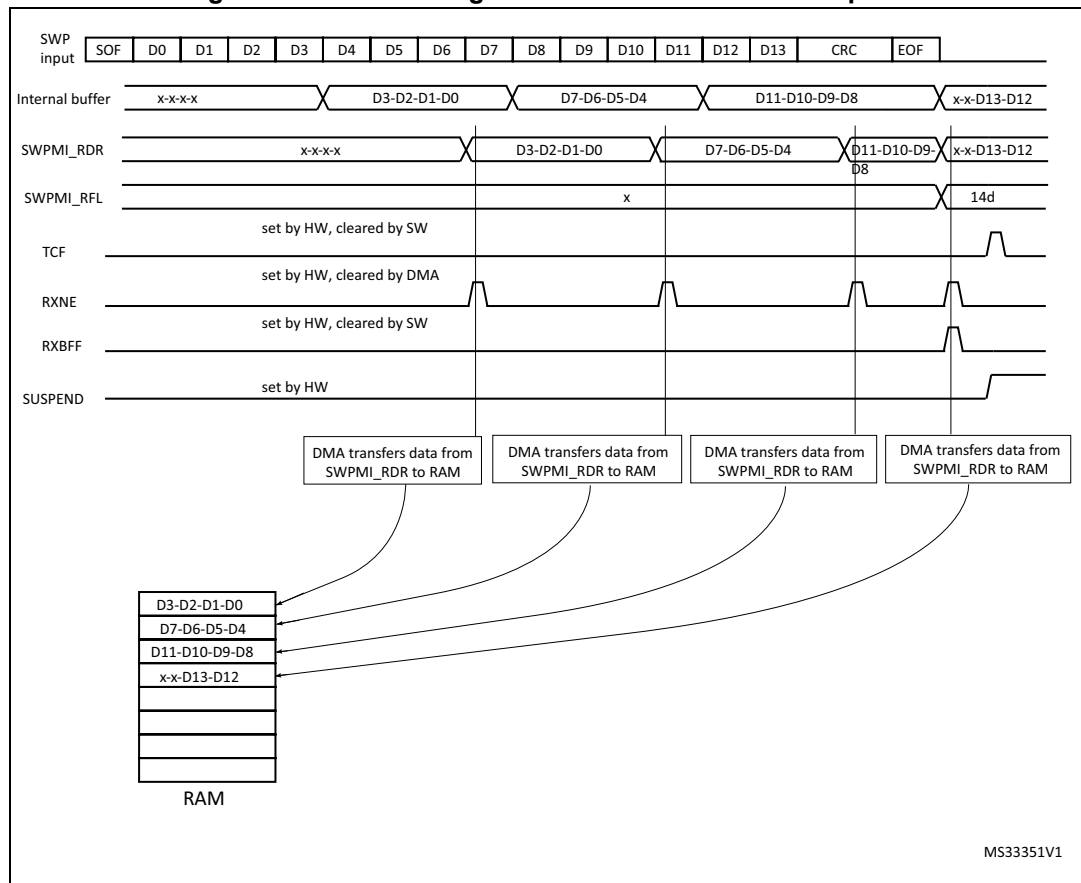 SWP input SOF D0 D1 D2 D3 D4 D5 D6 D7 D8 D9 D10 D11 D12 D13 CRC EOF
Internal buffer x-x-x-x D3-D2-D1-D0 D7-D6-D5-D4 D11-D10-D9-D8 x-x-D13-D12
SWPMI_RDR x-x-x-x D3-D2-D1-D0 D7-D6-D5-D4 D11-D10-D9-D8 x-x-D13-D12
SWPMI_RFL x 14d
set by HW, cleared by SW
TCF
set by HW, cleared by DMA
RXNE
set by HW, cleared by SW
RXBFF
set by HW
SUSPEND
DMA transfers data from
SWPMI_RDR to RAM
DMA transfers data from
SWPMI_RDR to RAM
DMA transfers data from
SWPMI_RDR to RAM
DMA transfers data from
SWPMI_RDR to RAM
D3-D2-D1-D0
D7-D6-D5-D4
D11-D10-D9-D8
x-x-D13-D12
RAM
MS33351V1